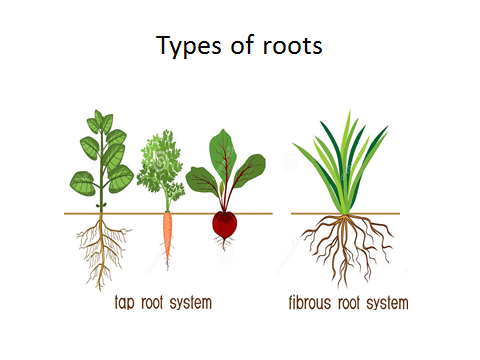 Types of roots
tap root system
fibrous root system